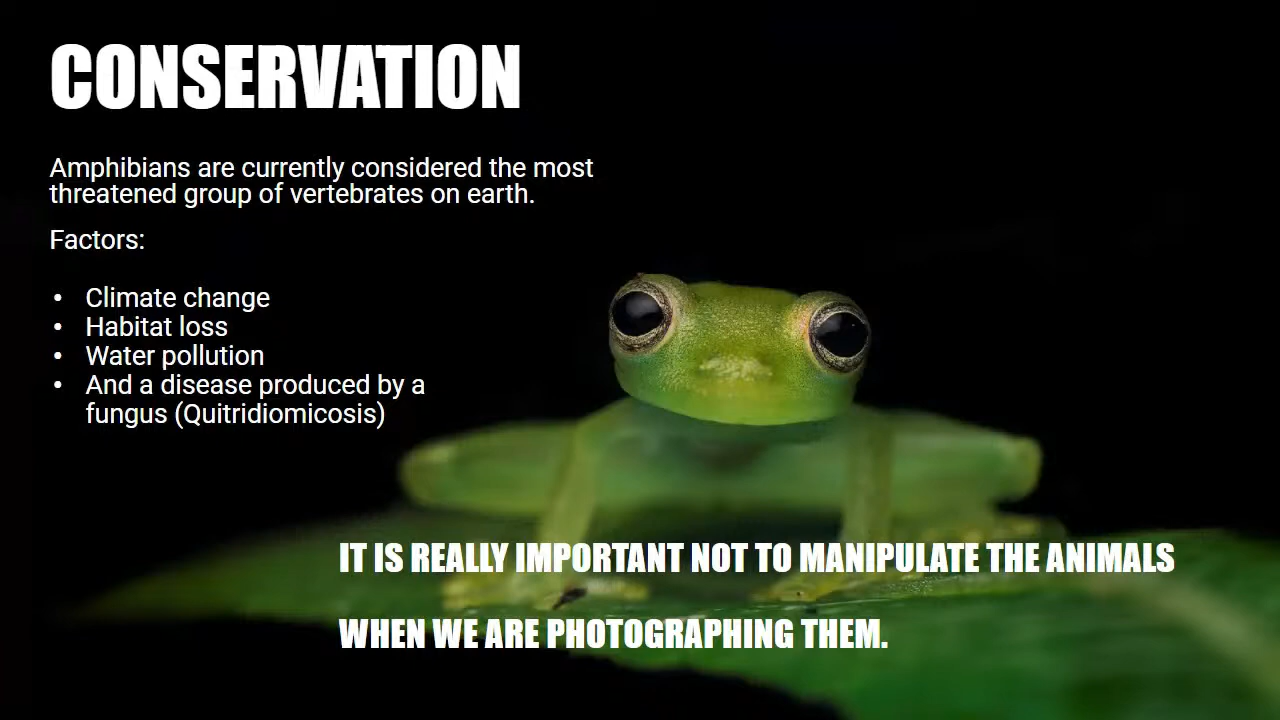 CONSERVATION
Amphibians are currently considered the most
threatened group of vertebrates on earth.
Factors:
• Climate change
• Habitat loss
• Water pollution
• And a disease produced by a
fungus (Quitridiomicosis)
IT IS REALLY IMPORTANT NOT TO MANIPULATE THE ANIMALS
WHEN WE ARE PHOTOGRAPHING THEM.